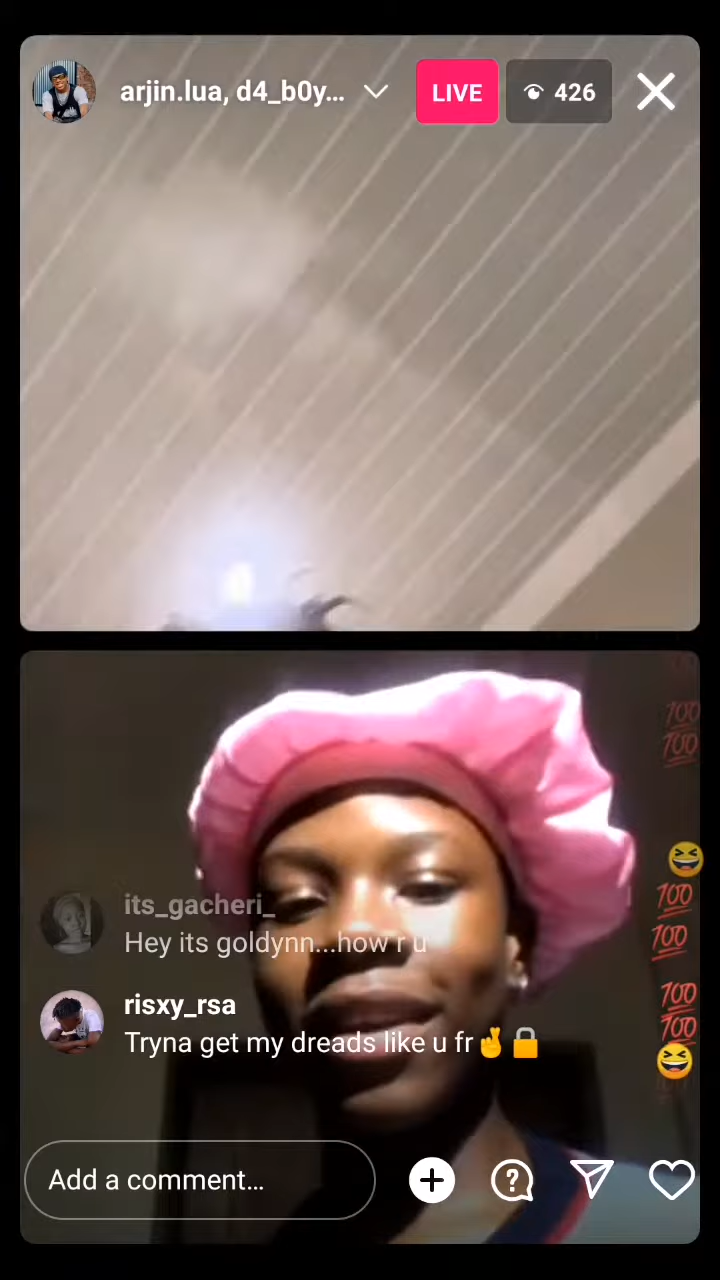 arjin.lua, d4_b0y...
LIVE
426
its_gacheri_
Hey its goldynn...how r u
risxy_rsa
Tryna get my dreads like u fr🤞🔒
Add a comment...